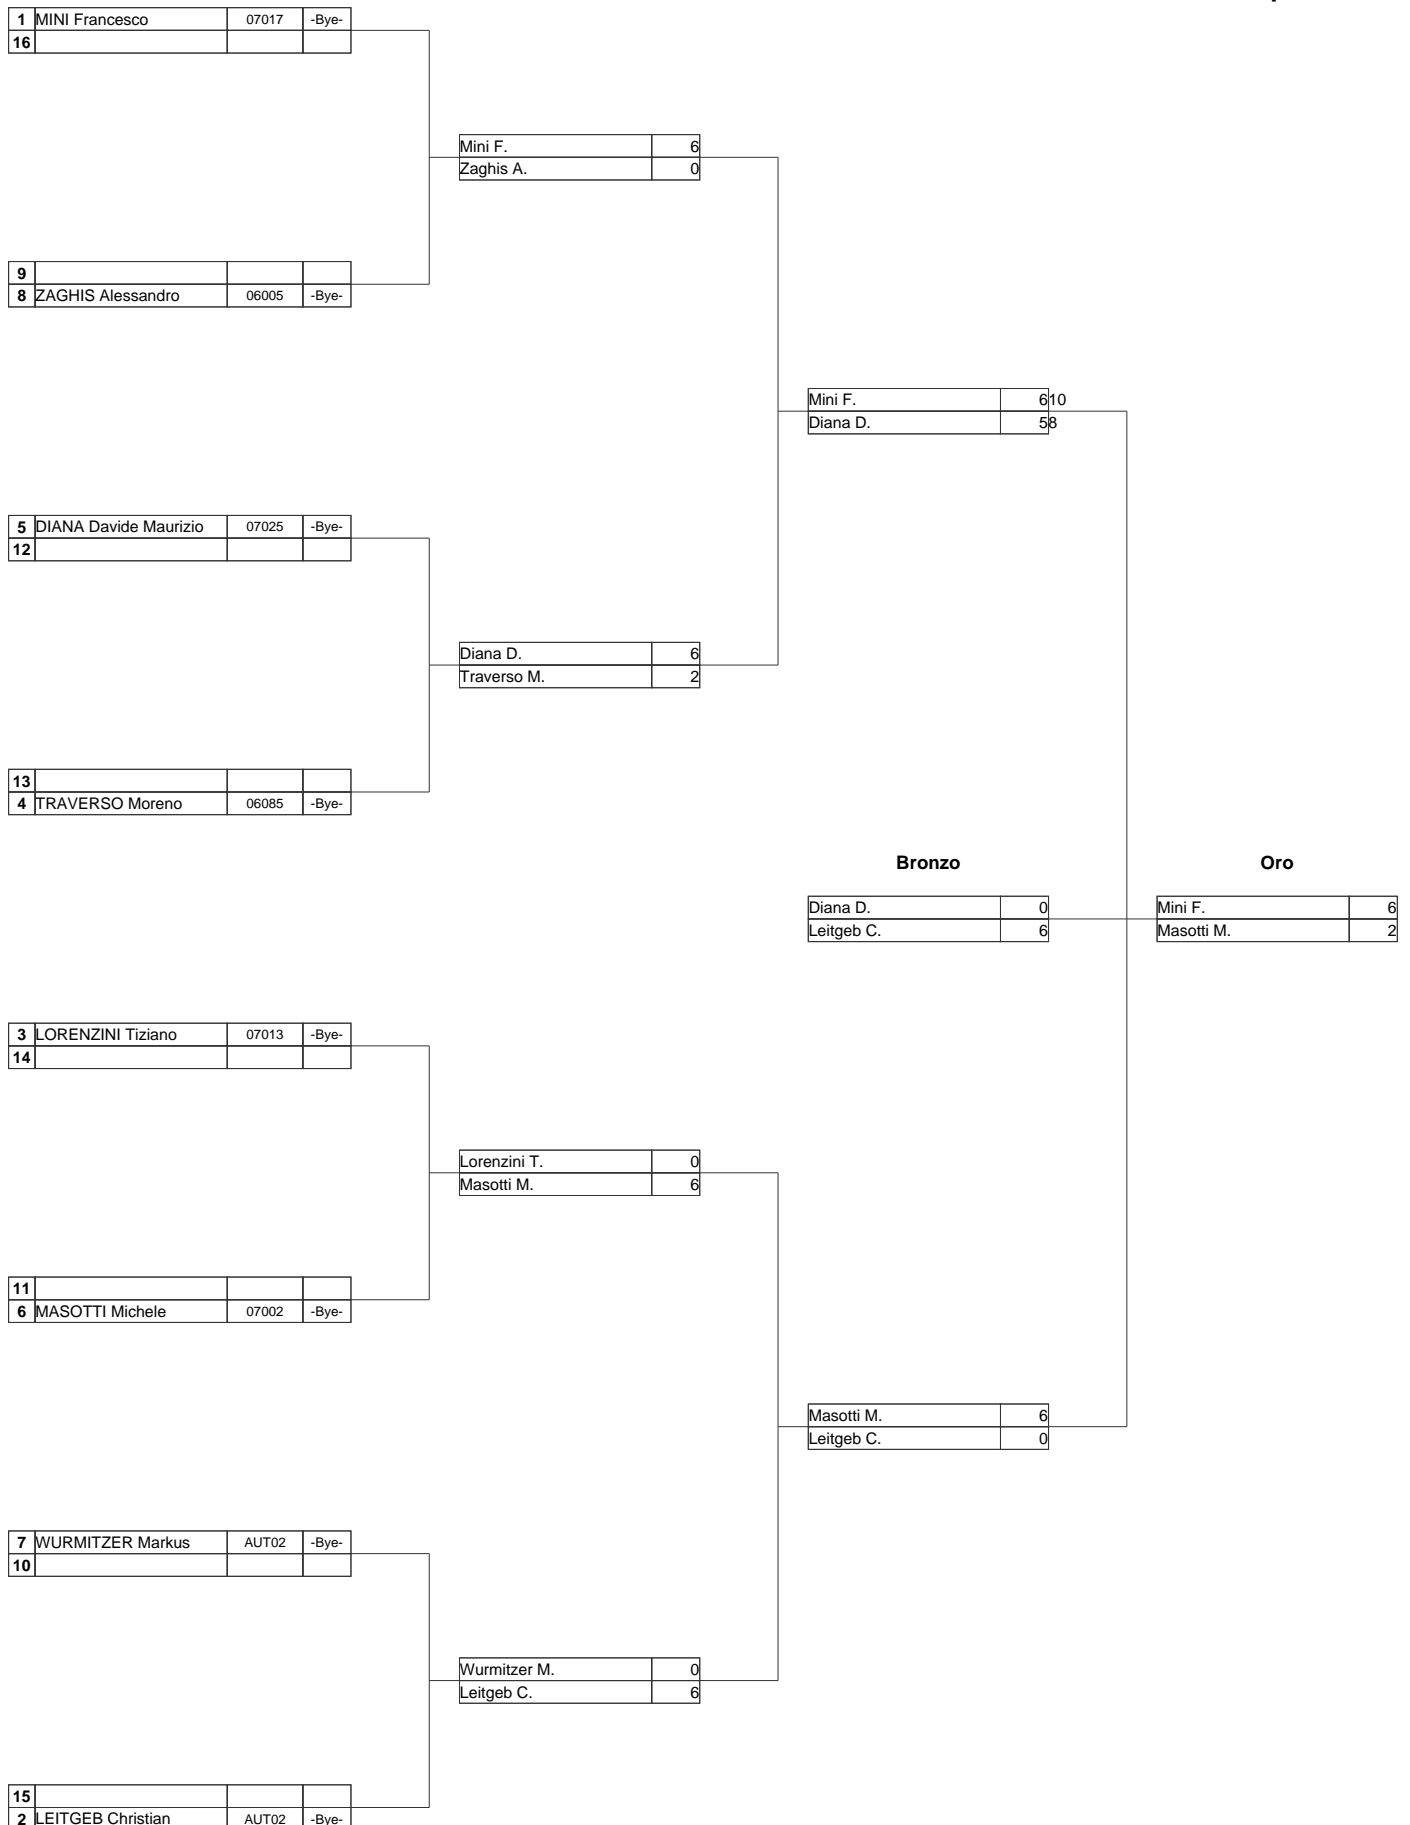 1 MINI Francesco 07017 -Bye-
16
Mini F. 6
Zaghis A. 0
9
8 ZAGHIS Alessandro 06005 -Bye-
Mini F. 610
Diana D. 58
5 DIANA Davide Maurizio 07025 -Bye-
12
Diana D. 6
Traverso M. 2
13
4 TRAVERSO Moreno 06085 -Bye-
Bronzo Oro
Diana D. 0 Mini F. 6
Leitgeb C. 6 Masotti M. 2
3 LORENZINI Tiziano 07013 -Bye-
14
Lorenzini T. 0
Masotti M. 6
11
6 MASOTTI Michele 07002 -Bye-
Masotti M. 6
Leitgeb C. 0
7 WURMITZER Markus AUT02 -Bye-
10
Wurmitzer M. 0
Leitgeb C. 6
15
2 LEITGEB Christian AUT02 -Bye-